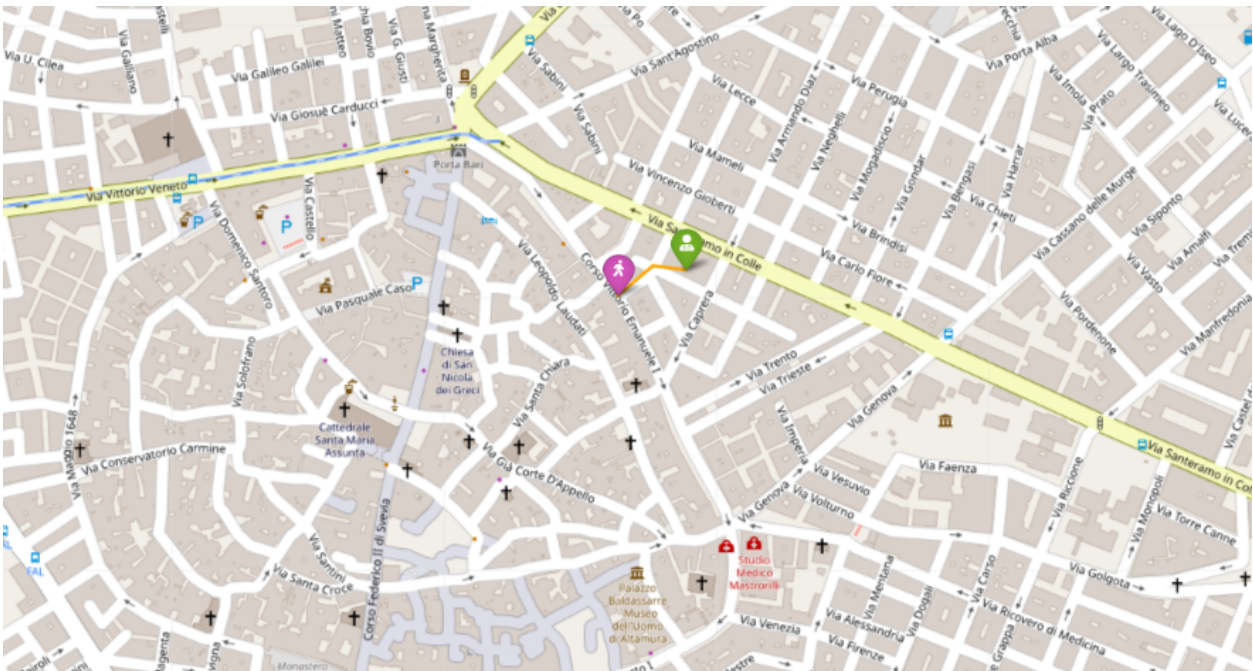 Via U. Cilea
Via Galliano
Via Galileo Galilei
Via G. Giusti
Via Giosuè Carducci
Via Sabini
Via Sabini
Via Sant'Agostino
Via Lecce
Via Armando Diaz
Via Perugia
Via Neghelli
Via Mogadiscio
Via Gondar
Via Bengasi
Via Harrar
Via Chieti
Via Porta Alba
Via Imola
Via Prato
Via Largo Trasimeo
Via Lago D'Iseo
Via Mameli
Via Vincenzo Gioberti
Via Brindisi
Via Carlo Fiore
Via Cassano delle Murge
Via Siponto
Via Amalfi
Via Vasto
Via Pordenone
Via Manfredonia
Porta Bari
Via Vittorio Veneto
P
P
P
Via Castello
Via Domenico Santoro
Via Pasquale Caso
Via Leopoldo Laudati
Corso Vittorio Emanuele I
Via Caprera
Via Trento
Via Trieste
Via Genova
Via Imperia
Chiesa
di San
Nicola
dei Greci
Via Santa Chiara
Via Solofrano
Cattedrale
Santa Maria
Assunta
Via Maggio 1648
Via Conservatorio Carmine
Via Già Corte D'Appello
Via Faenza
Via Vesuvio
Via Volturno
Via Genova
Via Riccione
Via Monopoli
Via Torre Canne
Via Golgota
Corso Federico II di Svevia
Via Santini
Via Santa Croce
FAL
Studio
Medico
Mastrorilli
Palazzo
Baldassarre
Museo
dell'Uomo
di Altamura
Via Venezia
Via Firenze
Via Alessandria
Via Mentana
Via Dogali
Via Carso
Via Ricovero di Medicina
Monastero